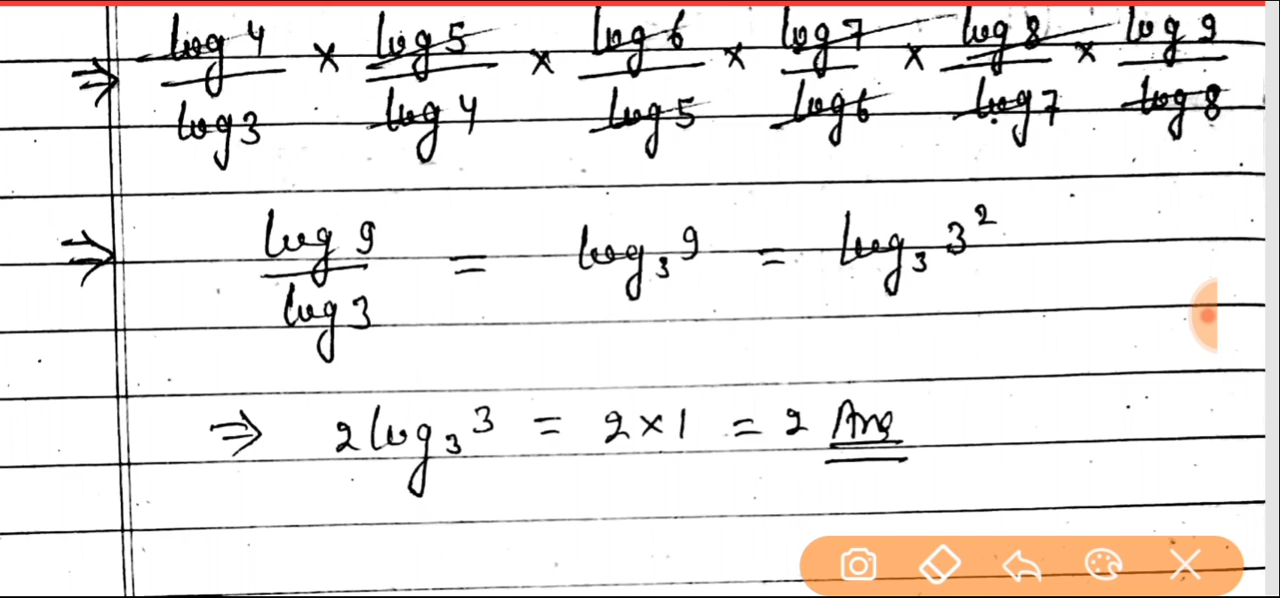 ⇒ log 4 × log 5 × log 6 × log 7 × log 8 × log 9
log 3 log 4 log 5 log 6 log 7 log 8
⇒ log 9 = log₃ 9 = log₃ 3²
log 3
⇒ 2 log₃ 3 = 2 × 1 = 2 Ans